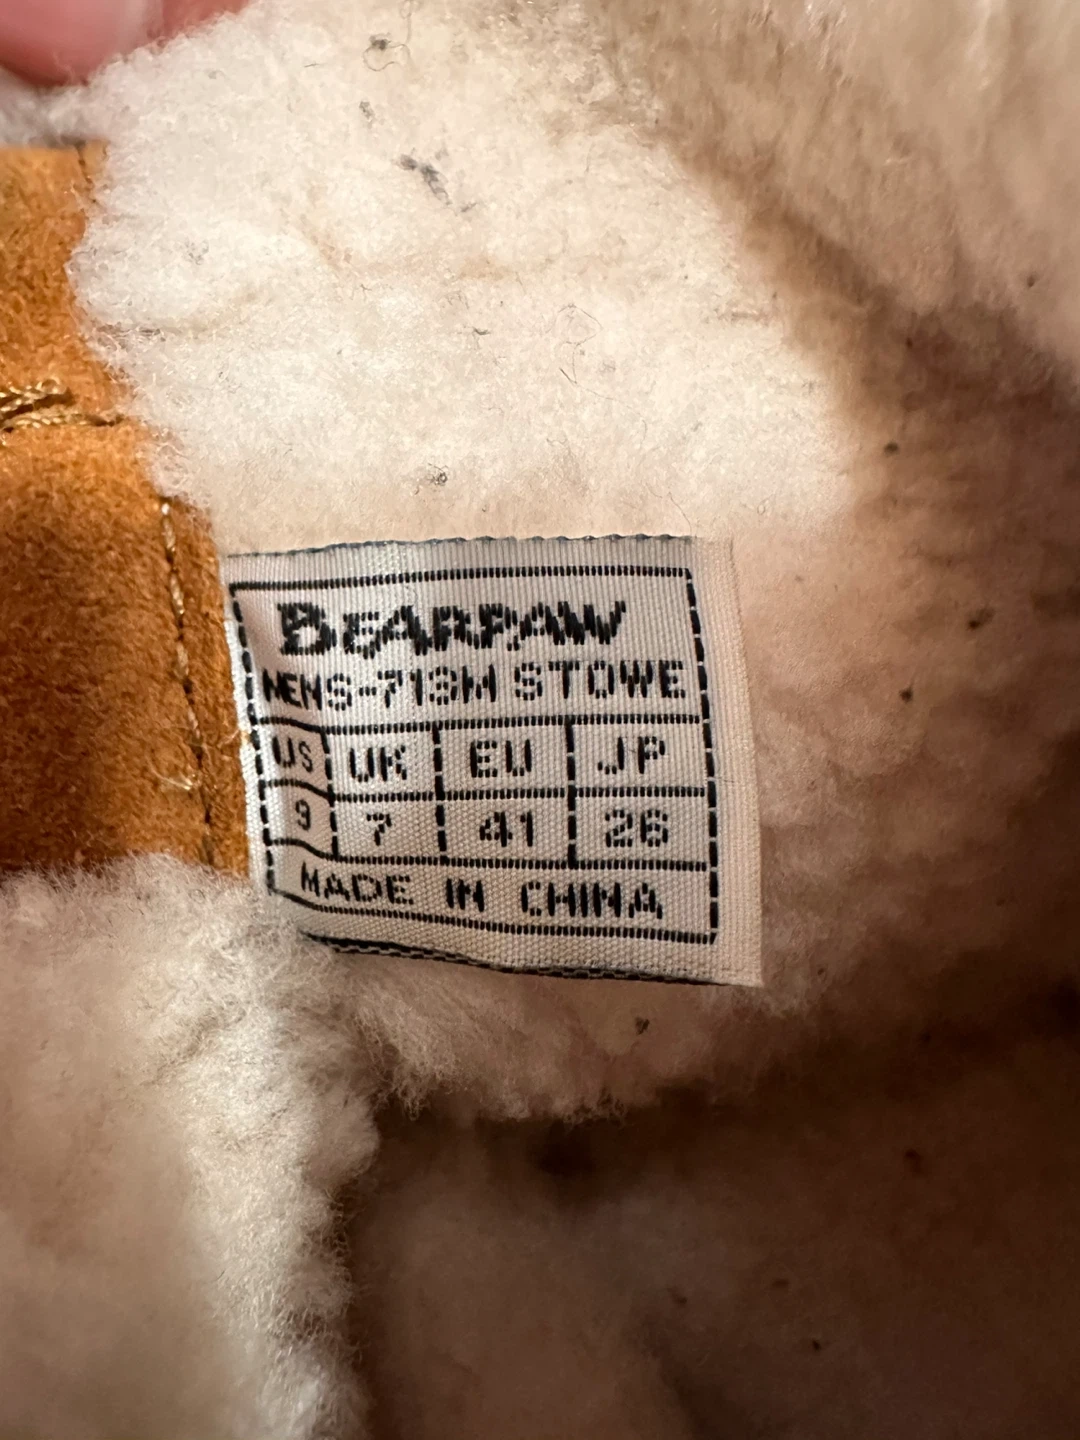 BEARPAW
MENS-713M STOWE
US UK EU JP
9 7 41 26
MADE IN CHINA